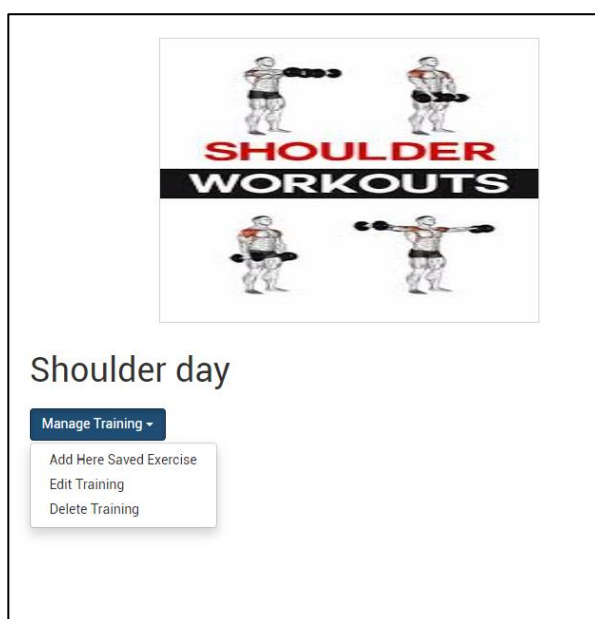 SHOULDER
WORKOUTS
Shoulder day
Manage Training
Add Here Saved Exercise
Edit Training
Delete Training